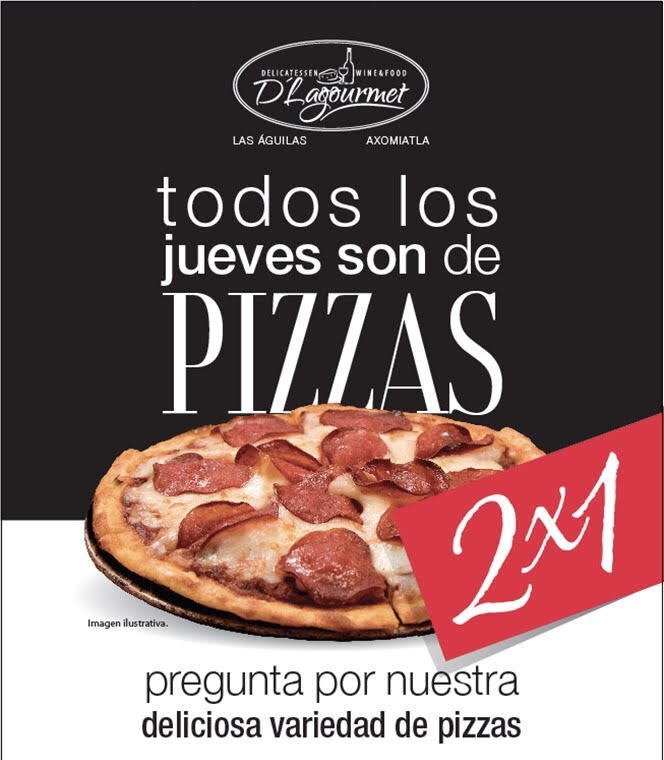 DELICATESSEN WINE&FOOD
D'Lagourmet
LAS ÁGUILAS AXOMIATLA
todos los
jueves son de
PIZZAS
2x1
Imagen ilustrativa.
pregunta por nuestra
deliciosa variedad de pizzas